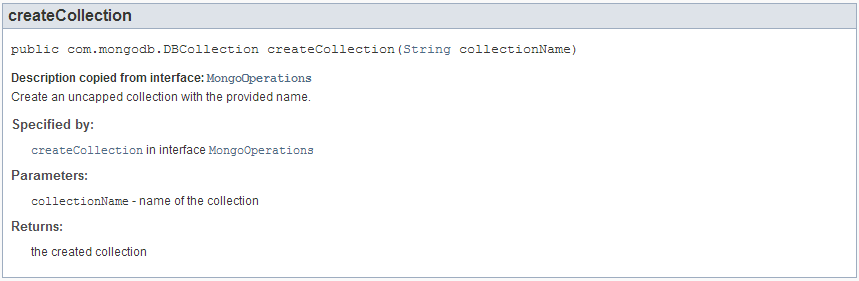 createCollection
public com.mongodb.DBCollection createCollection(String collectionName)
Description copied from interface: MongoOperations
Create an uncapped collection with the provided name.
Specified by:
createCollection in interface MongoOperations
Parameters:
collectionName - name of the collection
Returns:
the created collection